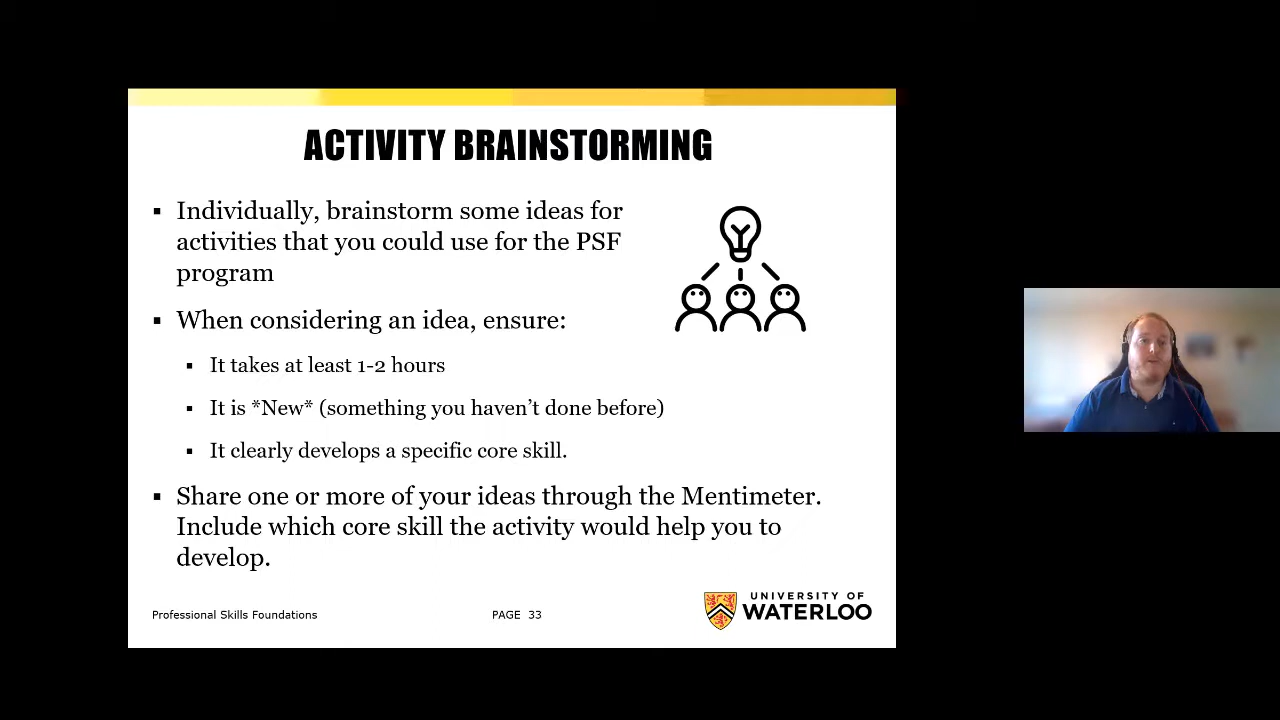 ACTIVITY BRAINSTORMING
▪ Individually, brainstorm some ideas for
activities that you could use for the PSF
program
▪ When considering an idea, ensure:
▪ It takes at least 1-2 hours
▪ It is *New* (something you haven’t done before)
▪ It clearly develops a specific core skill.
▪ Share one or more of your ideas through the Mentimeter.
Include which core skill the activity would help you to
develop.
Professional Skills Foundations
PAGE 33
UNIVERSITY OF
WATERLOO